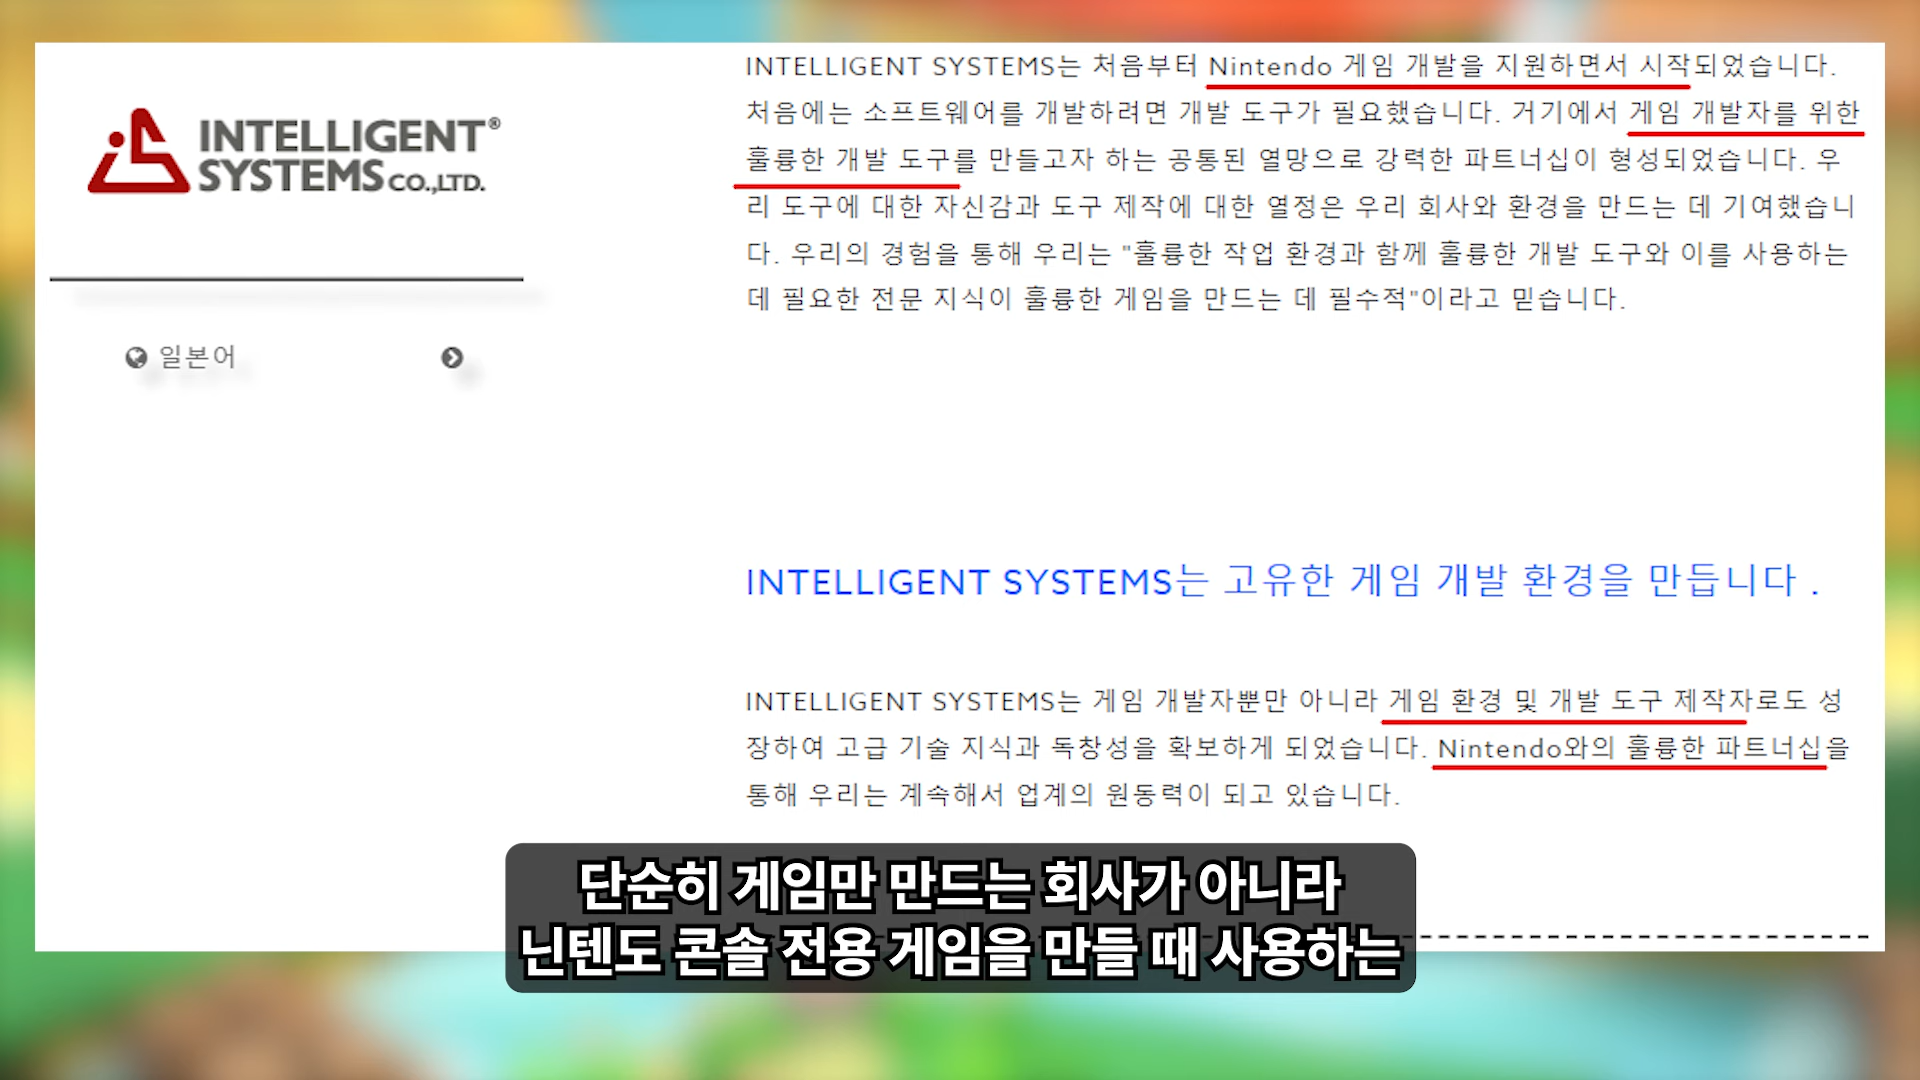 INTELLIGENT®
SYSTEMS CO.,LTD.
일본어
INTELLIGENT SYSTEMS는 처음부터 Nintendo 게임 개발을 지원하면서 시작되었습니다.
처음에는 소프트웨어를 개발하려면 개발 도구가 필요했습니다. 거기에서 게임 개발자를 위한
훌륭한 개발 도구를 만들고자 하는 공통된 열망으로 강력한 파트너십이 형성되었습니다. 우
리 도구에 대한 자신감과 도구 제작에 대한 열정은 우리 회사와 환경을 만드는 데 기여했습니
다. 우리의 경험을 통해 우리는 "훌륭한 작업 환경과 함께 훌륭한 개발 도구와 이를 사용하는
데 필요한 전문 지식이 훌륭한 게임을 만드는 데 필수적"이라고 믿습니다.
INTELLIGENT SYSTEMS는 고유한 게임 개발 환경을 만듭니다 .
INTELLIGENT SYSTEMS는 게임 개발자뿐만 아니라 게임 환경 및 개발 도구 제작자로도 성
장하여 고급 기술 지식과 독창성을 확보하게 되었습니다. Nintendo와의 훌륭한 파트너십을
통해 우리는 계속해서 업계의 원동력이 되고 있습니다.
단순히 게임만 만드는 회사가 아니라
닌텐도 콘솔 전용 게임을 만들 때 사용하는